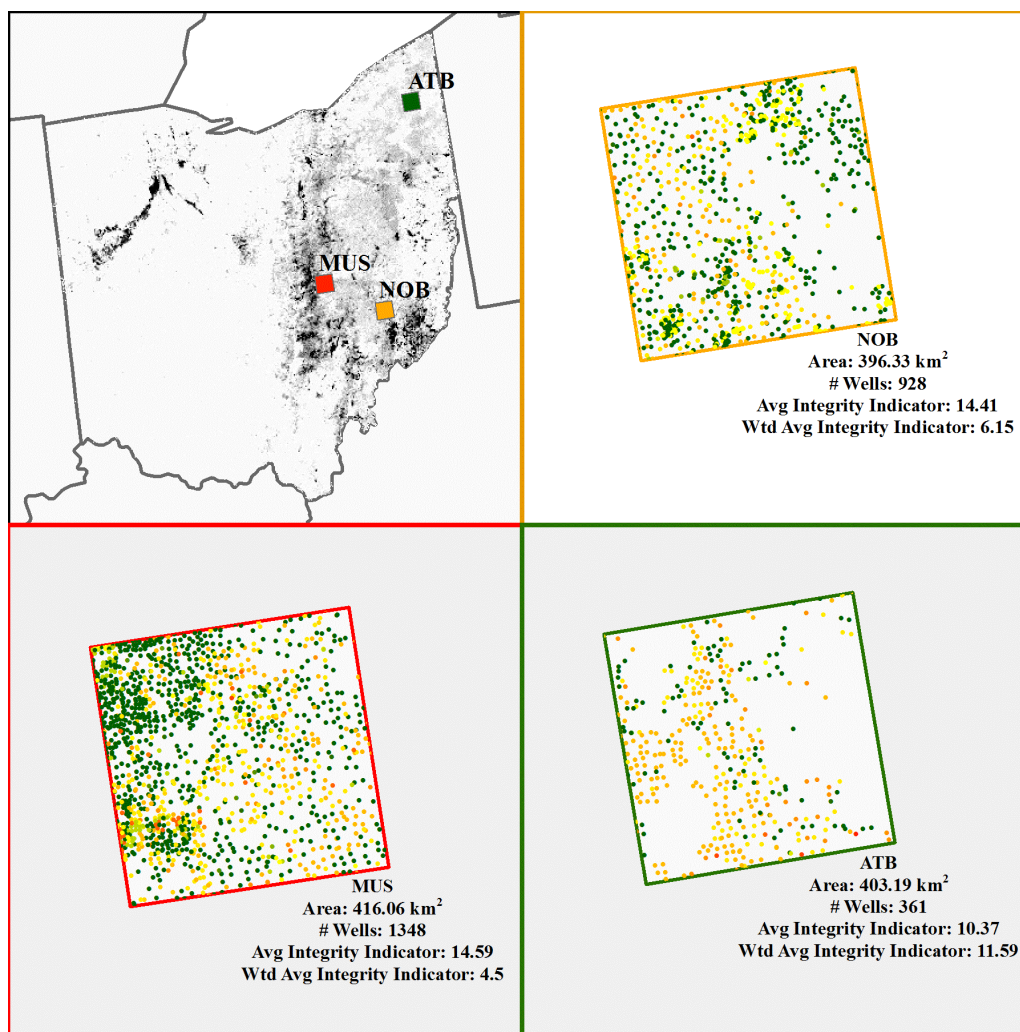 ATB
MUS
NOB
NOB
Area: 396.33 km²
# Wells: 928
Avg Integrity Indicator: 14.41
Wtd Avg Integrity Indicator: 6.15
MUS
Area: 416.06 km²
# Wells: 1348
Avg Integrity Indicator: 14.59
Wtd Avg Integrity Indicator: 4.5
ATB
Area: 403.19 km²
# Wells: 361
Avg Integrity Indicator: 10.37
Wtd Avg Integrity Indicator: 11.59